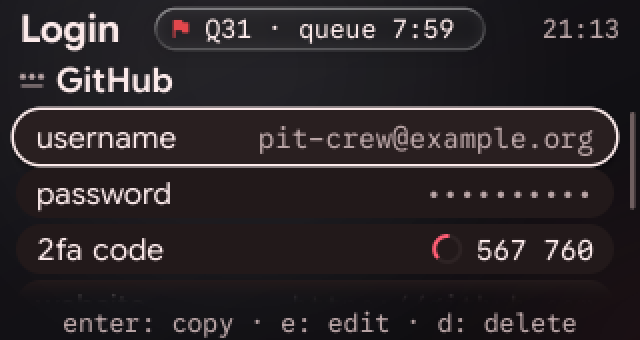 Login
Q31 · queue 7:59
21:13
GitHub
username pit-crew@example.org
password ••••••••••
2fa code 567 760
enter: copy · e: edit · d: delete